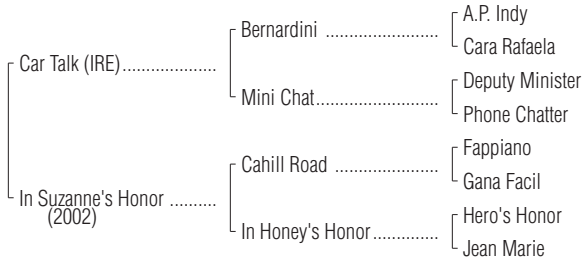 A.P. Indy
Bernardini ........................
Cara Rafaela
Car Talk (IRE)....................
Deputy Minister
Mini Chat..........................
Phone Chatter
Fappiano
Cahill Road ......................
Gana Facil
In Suzanne's Honor ..........
(2002)
Hero's Honor
In Honey's Honor..............
Jean Marie